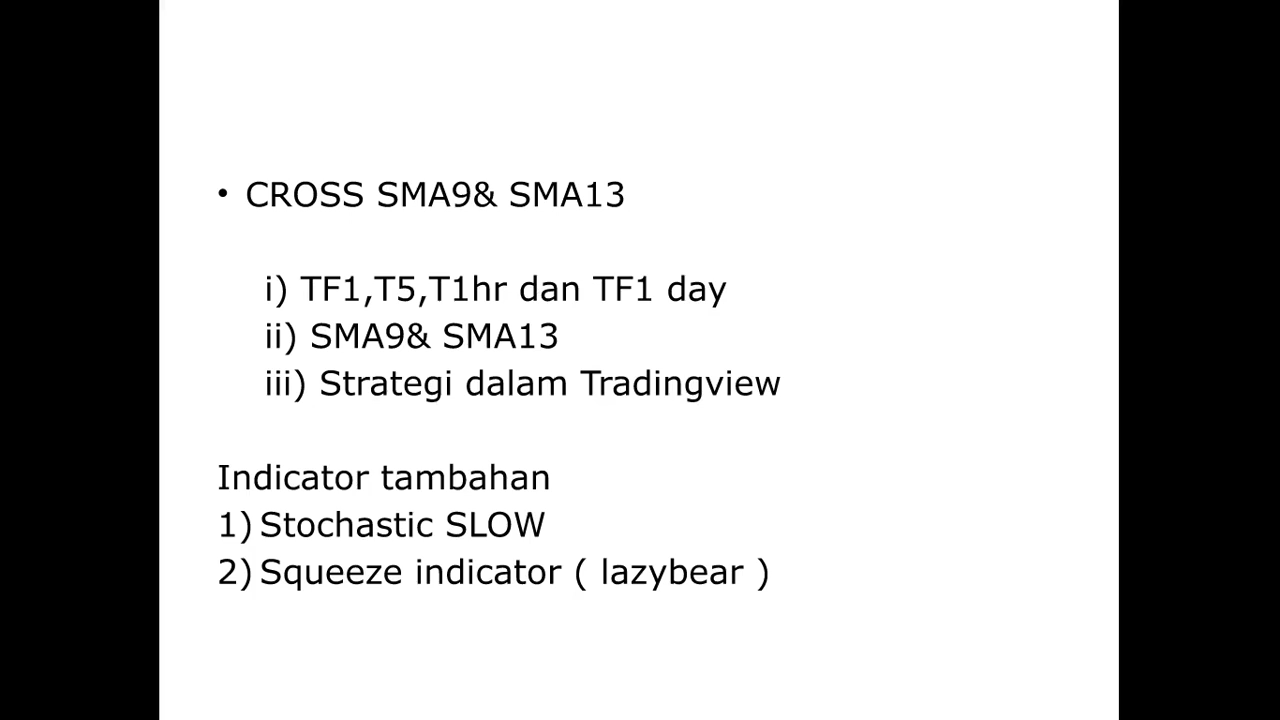 • CROSS SMA9& SMA13
i) TF1,T5,T1hr dan TF1 day
ii) SMA9& SMA13
iii) Strategi dalam Tradingview
Indicator tambahan
1) Stochastic SLOW
2) Squeeze indicator ( lazybear )